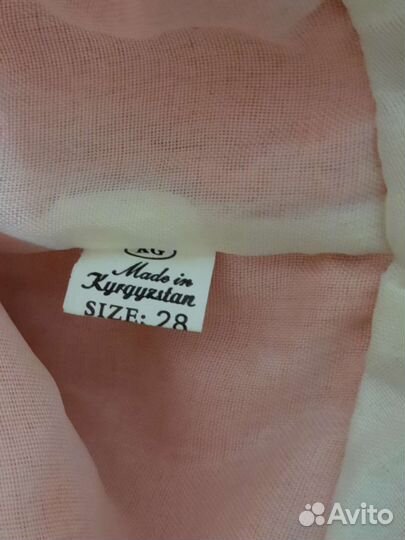 KG
Made in
Kyrgyzstan
SIZE: 28
Avito